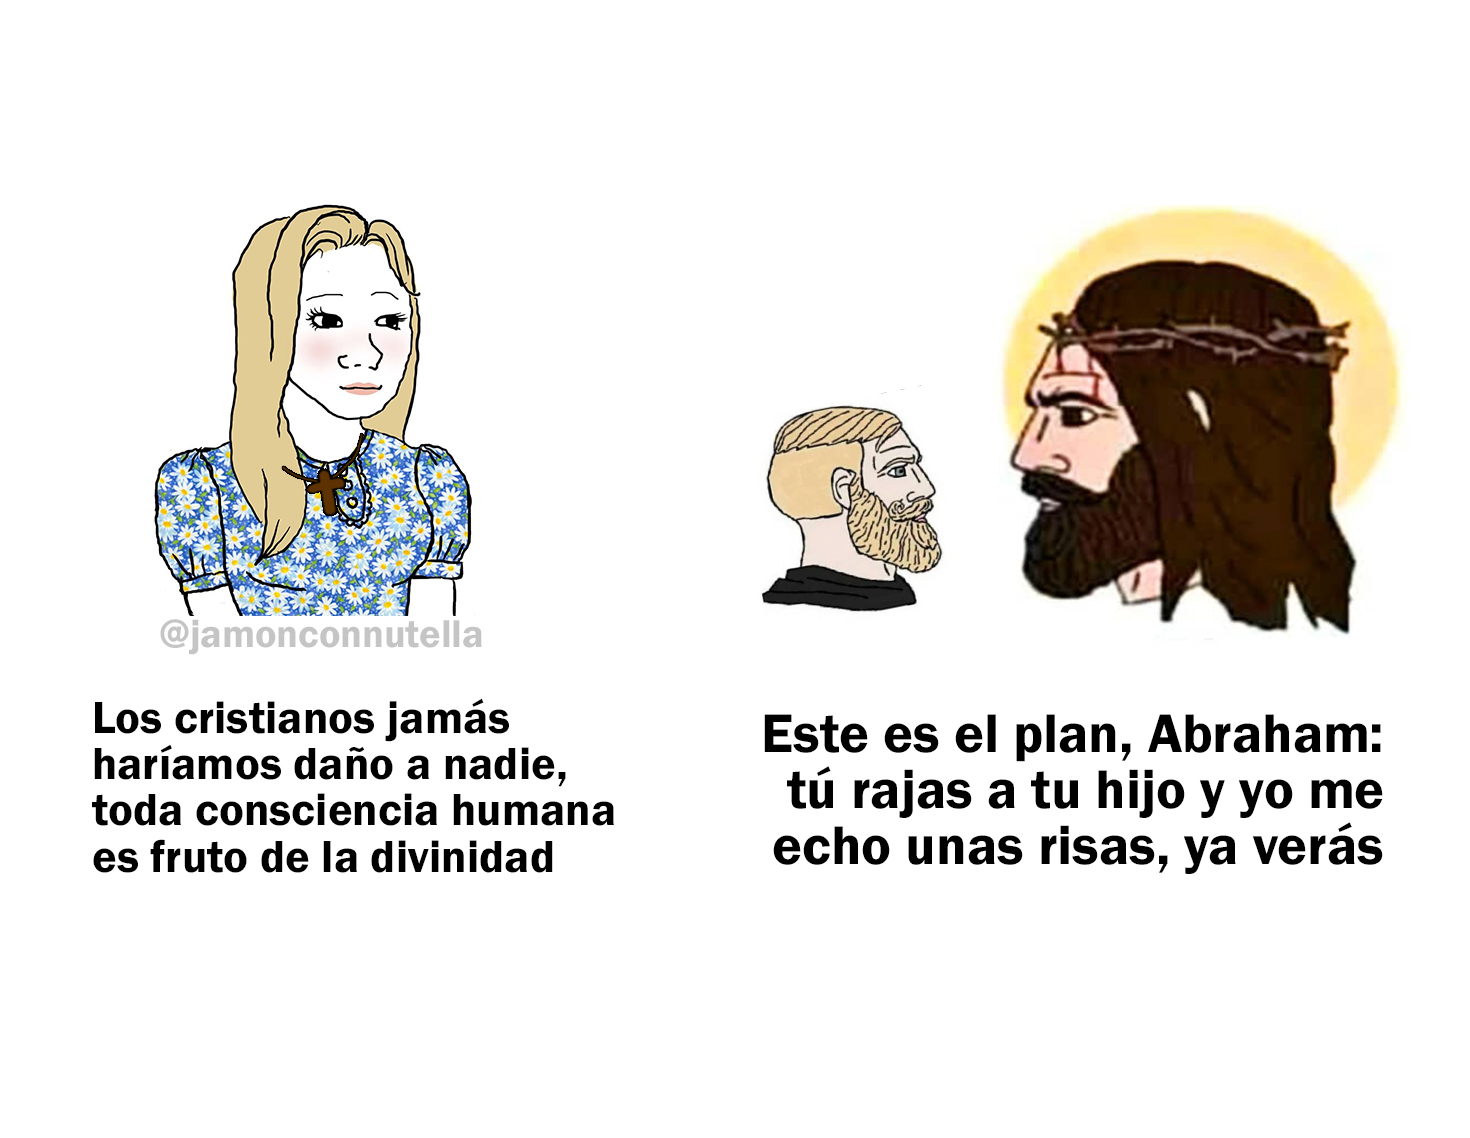 @jamonconnutella
Los cristianos jamás
haríamos daño a nadie,
toda consciencia humana
es fruto de la divinidad
Este es el plan, Abraham:
tú rajas a tu hijo y yo me
echo unas risas, ya verás